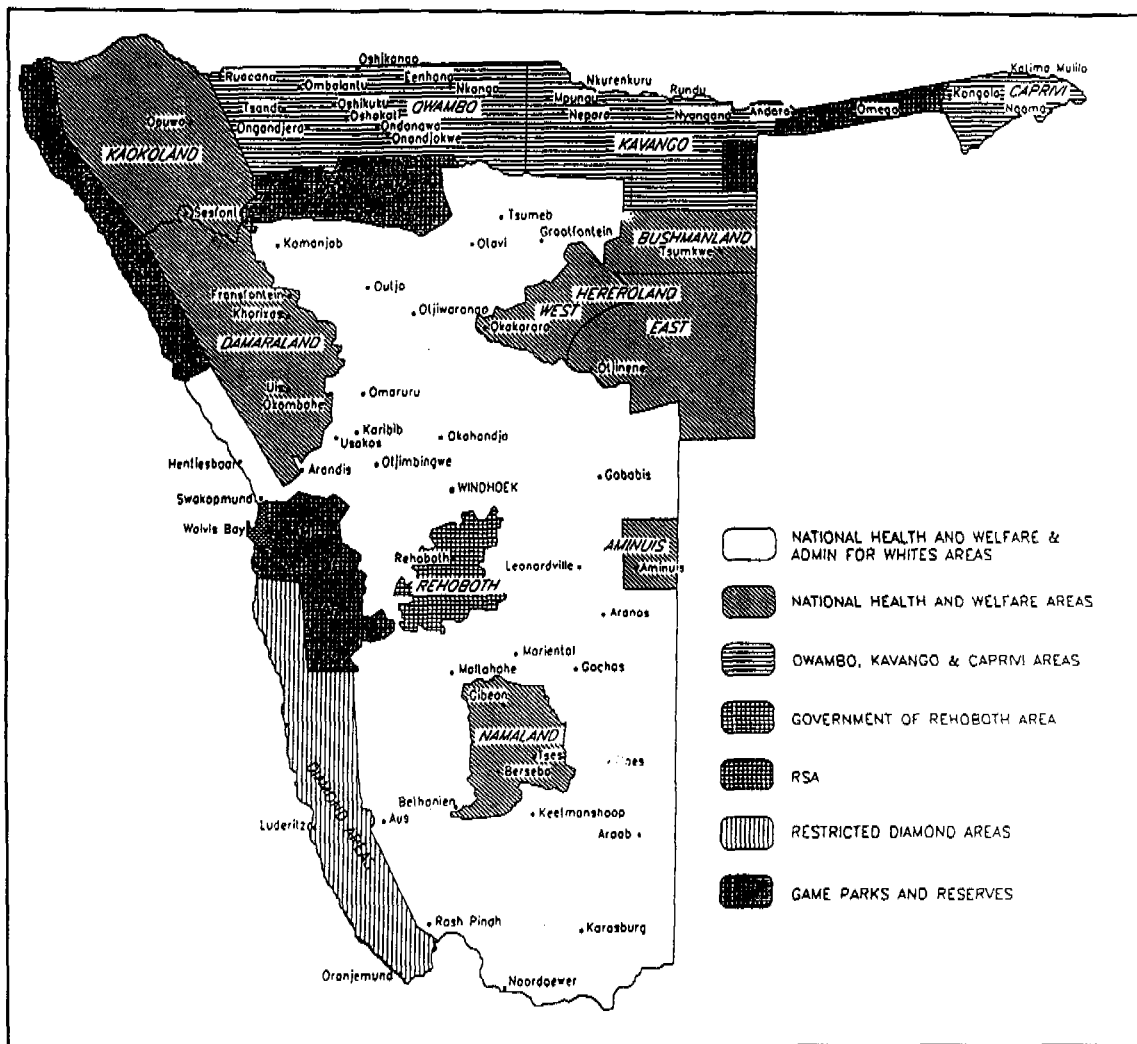 Oshikango
Katima Mulilo
Ruacana
Eenhana
Nkurenkuru
Ombalantu
Nkongo
Rundu
Kongola
CAPRIVI
Tsandi
Oshikuku
OWAMBO
Mpungu
Andara
Omega
Ngoma
Opuwo
Oshakati
Nepara
Nyangana
Ongandjera
Ondangwa
Onandjokwe
KAVANGO
KAOKOLAND
Sesfont
Tsumeb
Kamanjab
Otavi
Grootfontein
BUSHMANLAND
Tsumkwe
Outjo
HEREROLAND
Fransfontein
WEST
Khorixas
Otjiwarongo
Okakarara
EAST
DAMARALAND
Otjinene
Uis
Omaruru
Okombahe
Karibib
Usakos
Okahandja
Hentiesbaai
Arandis
Otjimbingwe
Gobabis
Swakopmund
WINDHOEK
Walvis Bay
AMINUIS
Rehoboth
Leonardville
Aminuis
REHOBOTH
Aranos
Mariental
Maltahohe
Gochas
Gibeon
NAMALAND
Tses
Berseba
DIAMOND AREAS
Bethanien
Keetmanshoop
Luderitz
Aus
Aroab
Rosh Pinah
Karasburg
Oranjemund
Noordoewer
NATIONAL HEALTH AND WELFARE &
ADMIN FOR WHITES AREAS
NATIONAL HEALTH AND WELFARE AREAS
OWAMBO, KAVANGO & CAPRIVI AREAS
GOVERNMENT OF REHOBOTH AREA
RSA
RESTRICTED DIAMOND AREAS
GAME PARKS AND RESERVES